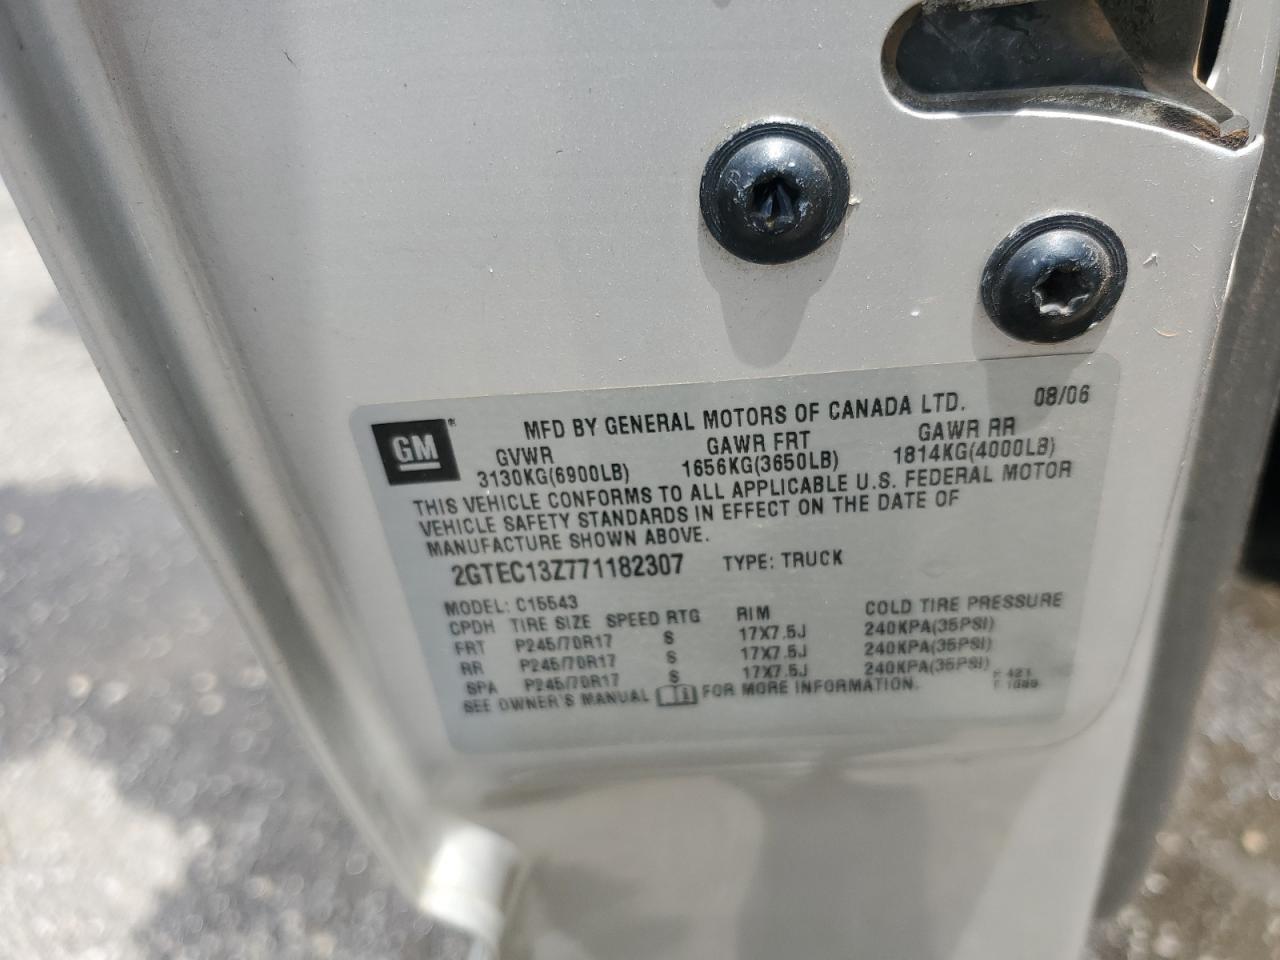 GM MFD BY GENERAL MOTORS OF CANADA LTD. 08/06
GVWR GAWR FRT GAWR RR
3130KG(6900LB) 1656KG(3650LB) 1814KG(4000LB)
THIS VEHICLE CONFORMS TO ALL APPLICABLE U.S. FEDERAL MOTOR
VEHICLE SAFETY STANDARDS IN EFFECT ON THE DATE OF
MANUFACTURE SHOWN ABOVE.
2GTEC13Z771182307 TYPE: TRUCK
MODEL: C15543
CPDH TIRE SIZE SPEED RTG RIM COLD TIRE PRESSURE
FRT P245/70R17 S 17X7.5J 240KPA(35PSI)
RR P245/70R17 S 17X7.5J 240KPA(35PSI)
SPA P245/70R17 S 17X7.5J 240KPA(35PSI)
SEE OWNER'S MANUAL FOR MORE INFORMATION.